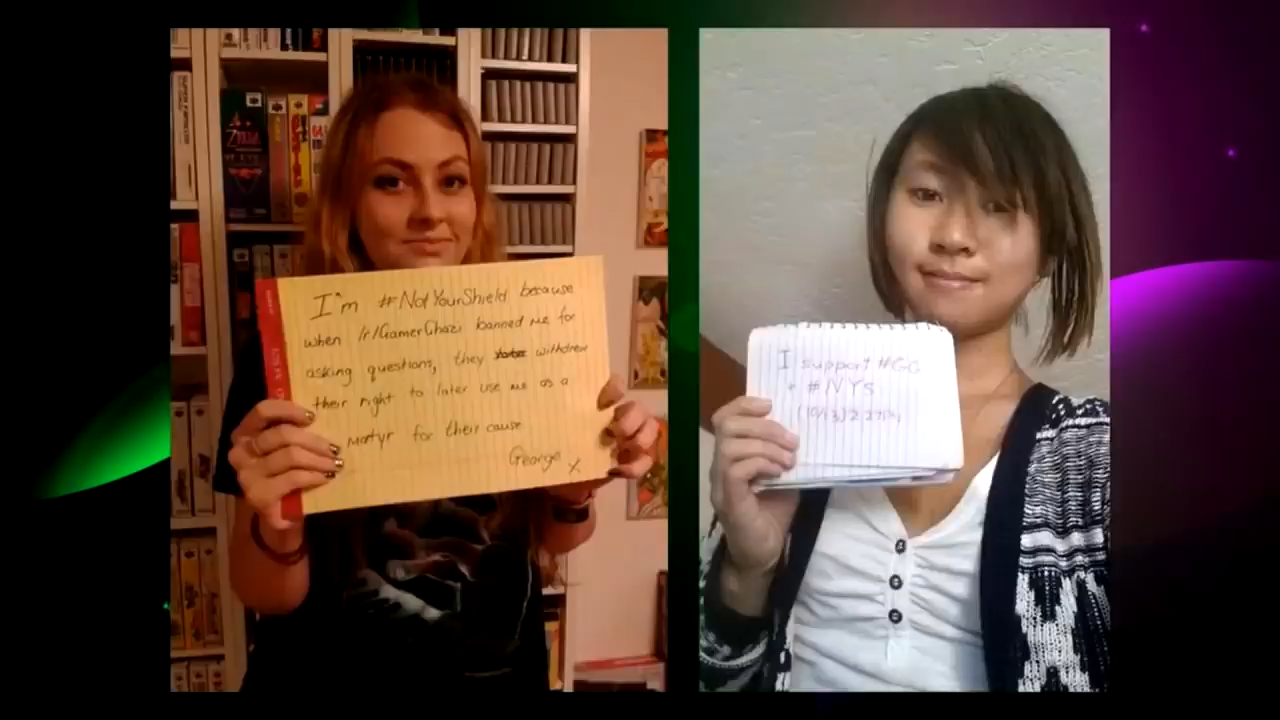 I'm #NotYourShield because
when /r/GamerGhazi banned me for
asking questions, they withdrew
their right to later use me as a
martyr for their cause
George x
I support #GG
+ #NYS